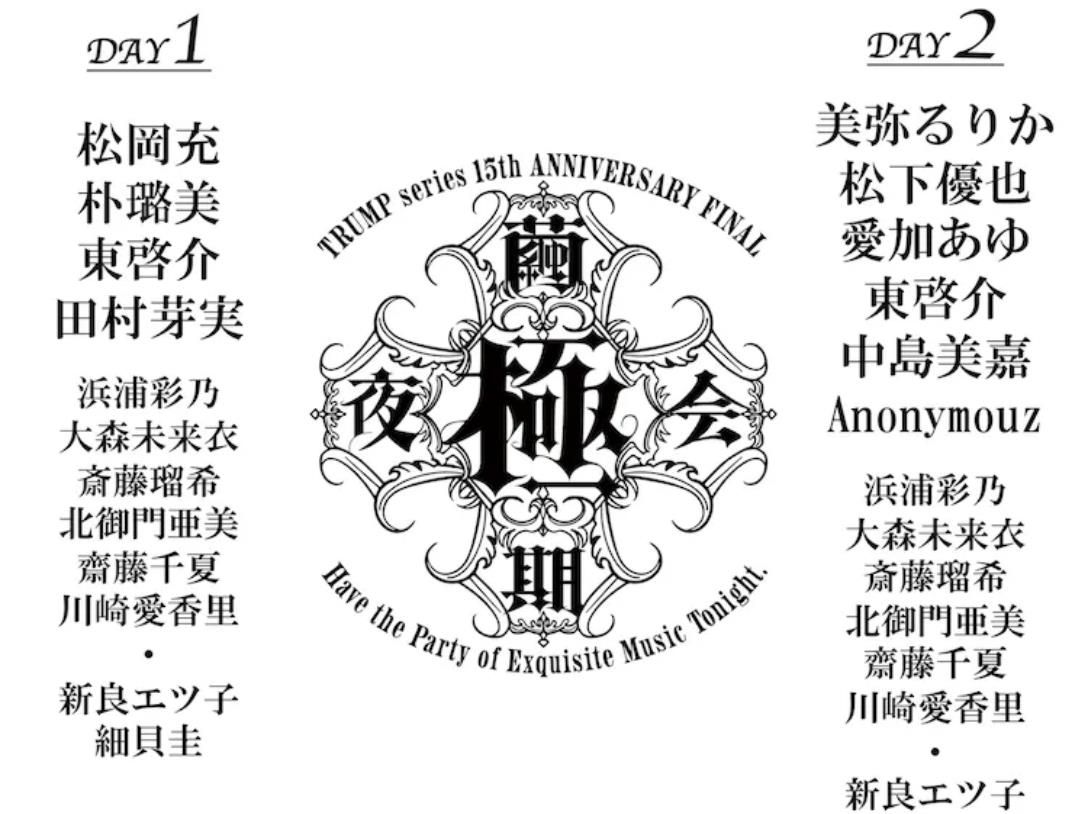 DAY 1
松岡充
朴璐美
東啓介
田村芽実
浜浦彩乃
大森未来衣
斎藤瑠希
北御門亜美
齋藤千夏
川崎愛香里
・
新良エツ子
細貝圭
TRUMP series 15th ANNIVERSARY FINAL
繭
夜 極 会
期
Have the Party of Exquisite Music Tonight.
DAY 2
美弥るりか
松下優也
愛加あゆ
東啓介
中島美嘉
Anonymouz
浜浦彩乃
大森未来衣
斎藤瑠希
北御門亜美
齋藤千夏
川崎愛香里
・
新良エツ子